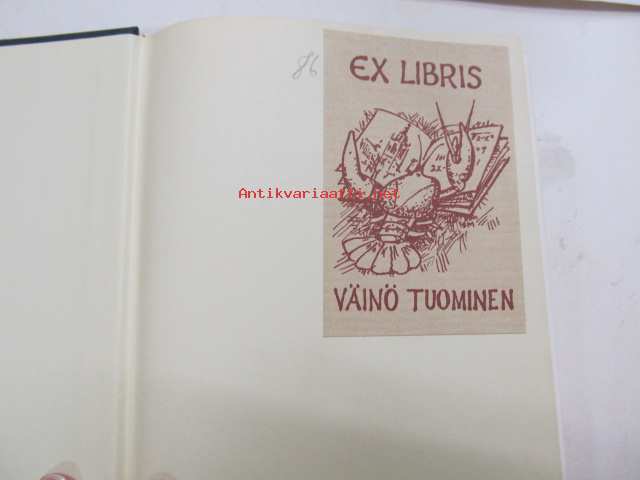 86
EX LIBRIS
Antikvariaatti.net
VÄINÖ TUOMINEN